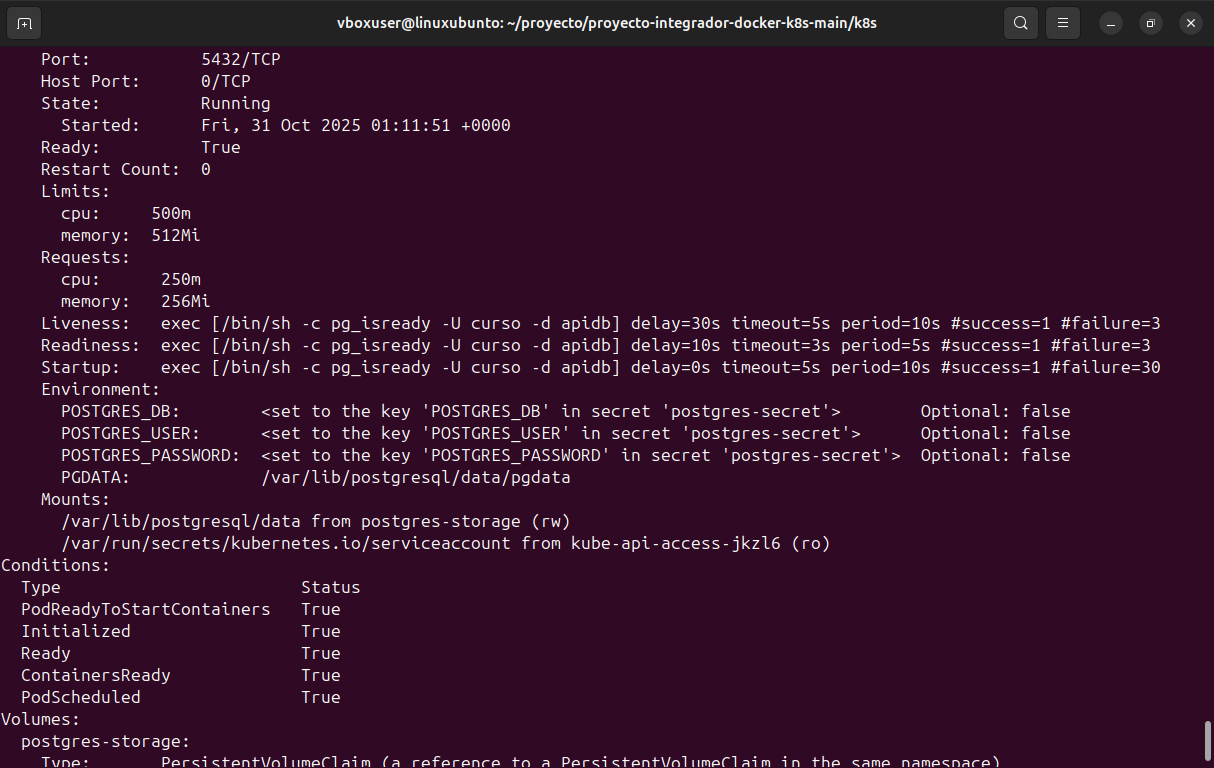 vboxuser@linuxubunto: ~/proyecto/proyecto-integrador-docker-k8s-main/k8s
    Port:           5432/TCP
    Host Port:      0/TCP
    State:          Running
      Started:      Fri, 31 Oct 2025 01:11:51 +0000
    Ready:          True
    Restart Count:  0
    Limits:
      cpu:     500m
      memory:  512Mi
    Requests:
      cpu:      250m
      memory:   256Mi
    Liveness:   exec [/bin/sh -c pg_isready -U curso -d apidb] delay=30s timeout=5s period=10s #success=1 #failure=3
    Readiness:  exec [/bin/sh -c pg_isready -U curso -d apidb] delay=10s timeout=3s period=5s #success=1 #failure=3
    Startup:    exec [/bin/sh -c pg_isready -U curso -d apidb] delay=0s timeout=5s period=10s #success=1 #failure=30
    Environment:
      POSTGRES_DB:        <set to the key 'POSTGRES_DB' in secret 'postgres-secret'>        Optional: false
      POSTGRES_USER:      <set to the key 'POSTGRES_USER' in secret 'postgres-secret'>      Optional: false
      POSTGRES_PASSWORD:  <set to the key 'POSTGRES_PASSWORD' in secret 'postgres-secret'>  Optional: false
      PGDATA:             /var/lib/postgresql/data/pgdata
    Mounts:
      /var/lib/postgresql/data from postgres-storage (rw)
      /var/run/secrets/kubernetes.io/serviceaccount from kube-api-access-jkzl6 (ro)
Conditions:
  Type                        Status
  PodReadyToStartContainers   True
  Initialized                 True
  Ready                       True
  ContainersReady             True
  PodScheduled                True
Volumes:
  postgres-storage:
    Type:       PersistentVolumeClaim (a reference to a PersistentVolumeClaim in the same namespace)